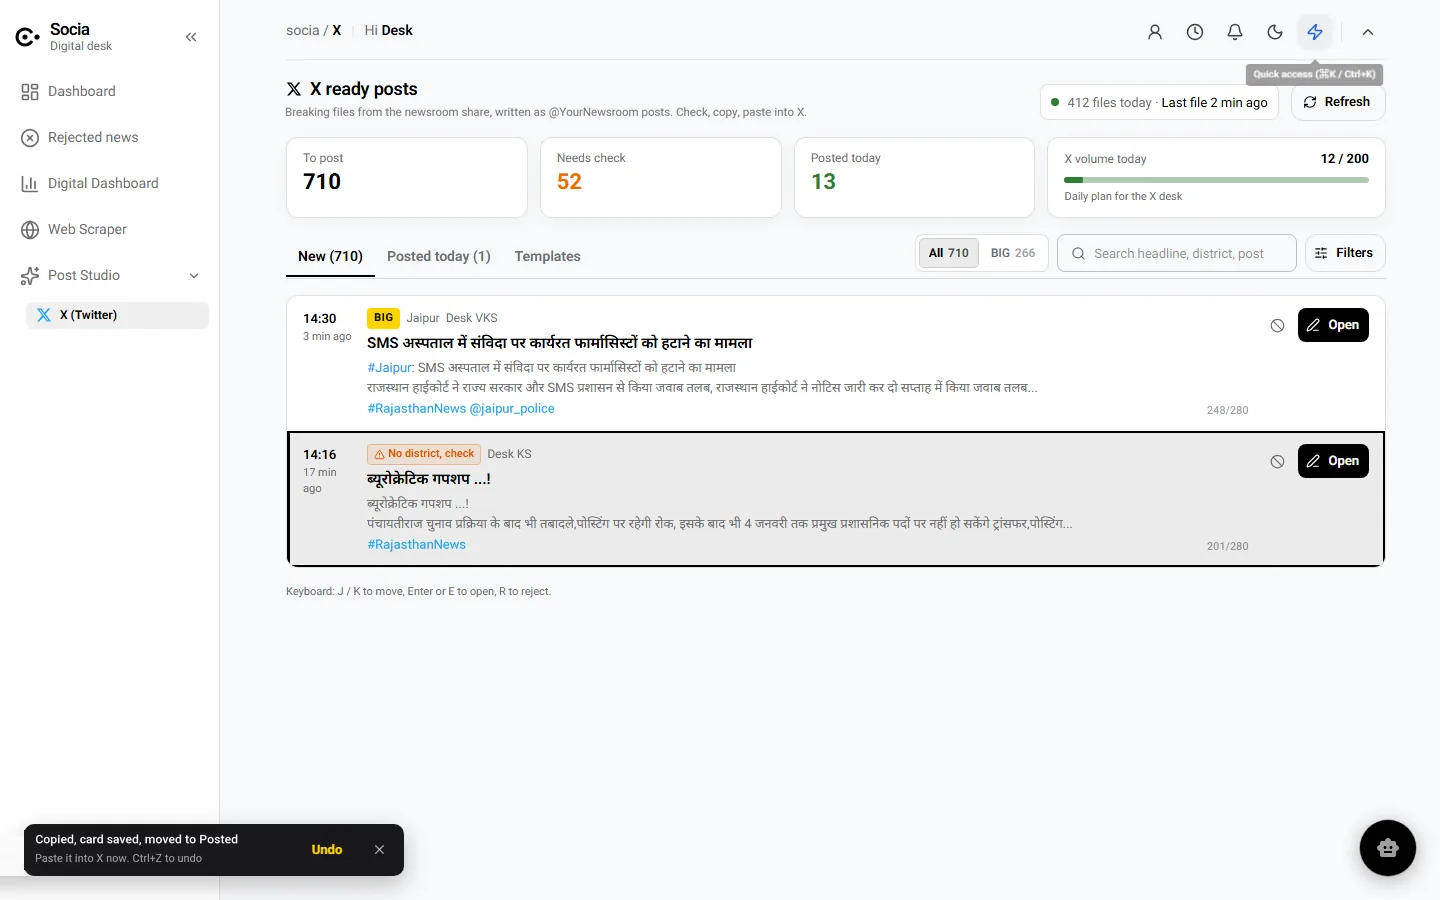 Socia
Digital desk
socia / X
Hi Desk
Quick access (⌘K / Ctrl+K)
Dashboard
Rejected news
Digital Dashboard
Web Scraper
Post Studio
X (Twitter)
X ready posts
Breaking files from the newsroom share, written as @YourNewsroom posts. Check, copy, paste into X.
412 files today · Last file 2 min ago
Refresh
To post
710
Needs check
52
Posted today
13
X volume today
12 / 200
Daily plan for the X desk
New (710)
Posted today (1)
Templates
All 710
BIG 266
Search headline, district, post
Filters
14:30
3 min ago
BIG Jaipur Desk VKS
SMS अस्पताल में संविदा पर कार्यरत फार्मासिस्टों को हटाने का मामला
#Jaipur: SMS अस्पताल में संविदा पर कार्यरत फार्मासिस्टों को हटाने का मामला
राजस्थान हाईकोर्ट ने राज्य सरकार और SMS प्रशासन से किया जवाब तलब, राजस्थान हाईकोर्ट ने नोटिस जारी कर दो सप्ताह में किया जवाब तलब...
#RajasthanNews @jaipur_police
248/280
Open
14:16
17 min
ago
No district, check Desk KS
ब्यूरोक्रेटिक गपशप ...!
ब्यूरोक्रेटिक गपशप ...!
पंचायतीराज चुनाव प्रक्रिया के बाद भी तबादले,पोस्टिंग पर रहेगी रोक, इसके बाद भी 4 जनवरी तक प्रमुख प्रशासनिक पदों पर नहीं हो सकेंगे ट्रांसफर,पोस्टिंग...
#RajasthanNews
201/280
Open
Keyboard: J / K to move, Enter or E to open, R to reject.
Copied, card saved, moved to Posted
Paste it into X now. Ctrl+Z to undo
Undo